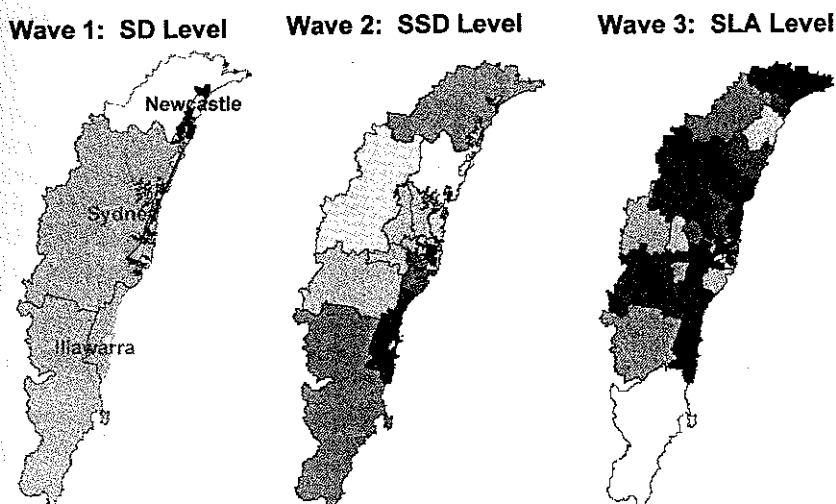 Wave 1: SD Level
Wave 2: SSD Level
Wave 3: SLA Level
Newcastle
Sydney
Illawarra